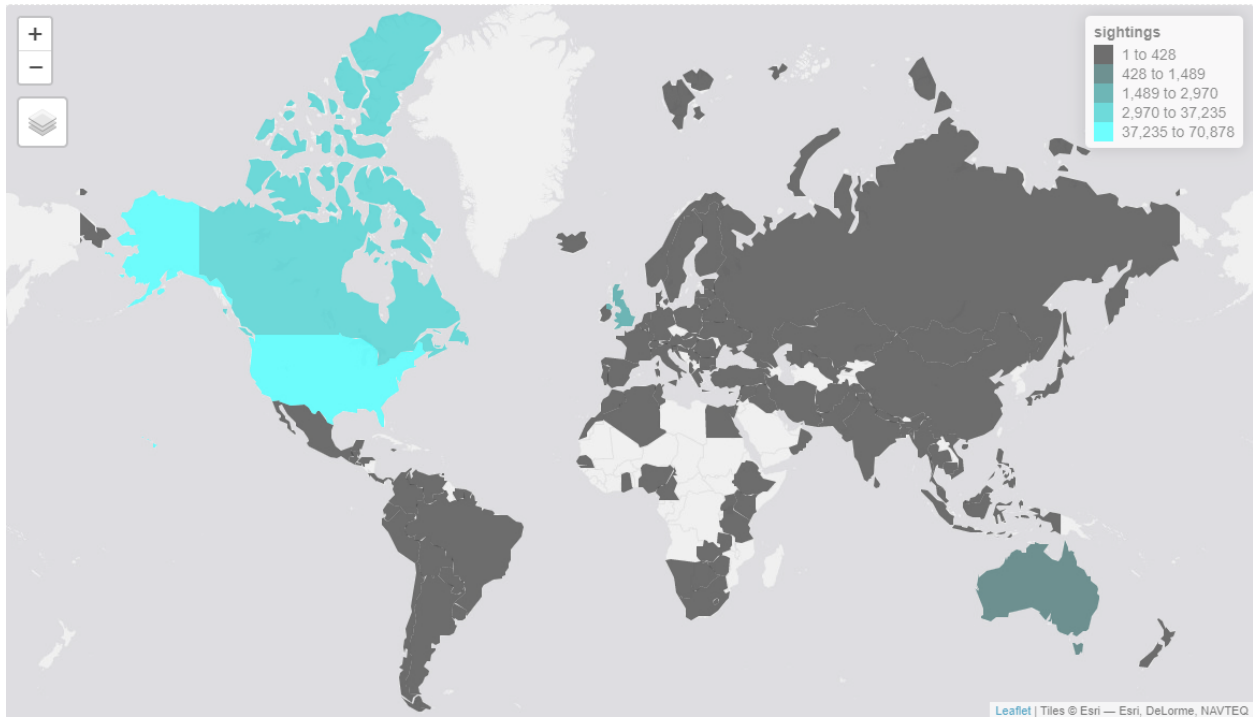 +
−
sightings
1 to 428
428 to 1,489
1,489 to 2,970
2,970 to 37,235
37,235 to 70,878
Leaflet | Tiles © Esri — Esri, DeLorme, NAVTEQ